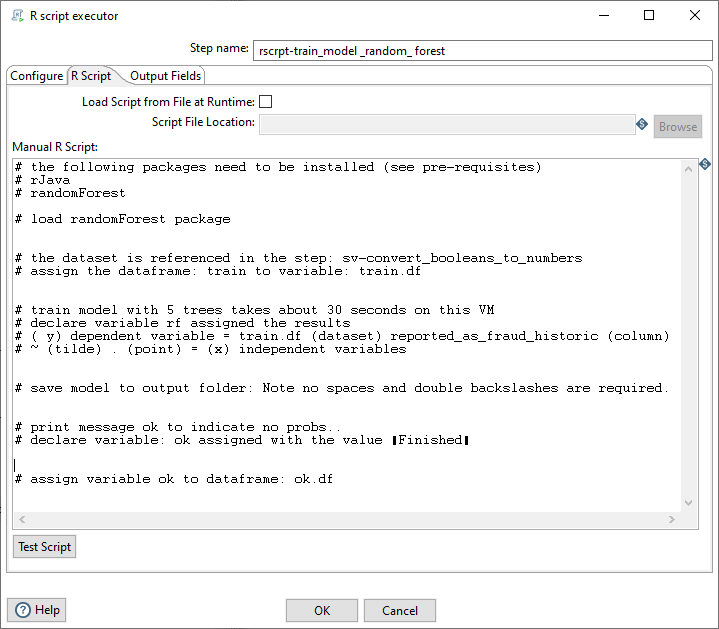 R script executor
Step name: rscrpt-train_model _random_ forest
Configure R Script Output Fields
Load Script from File at Runtime:
Script File Location: Browse
Manual R Script:
# the following packages need to be installed (see pre-requisites)
# rJava
# randomForest
# load randomForest package
# the dataset is referenced in the step: sv-convert_booleans_to_numbers
# assign the dataframe: train to variable: train.df
# train model with 5 trees takes about 30 seconds on this VM
# declare variable rf assigned the results
# ( y) dependent variable = train.df (dataset) reported_as_fraud_historic (column)
# ~ (tilde) . (point) = (x) independent variables
# save model to output folder: Note no spaces and double backslashes are required.
# print message ok to indicate no probs..
# declare variable: ok assigned with the value ▌Finished▌
# assign variable ok to dataframe: ok.df
Test Script
Help OK Cancel